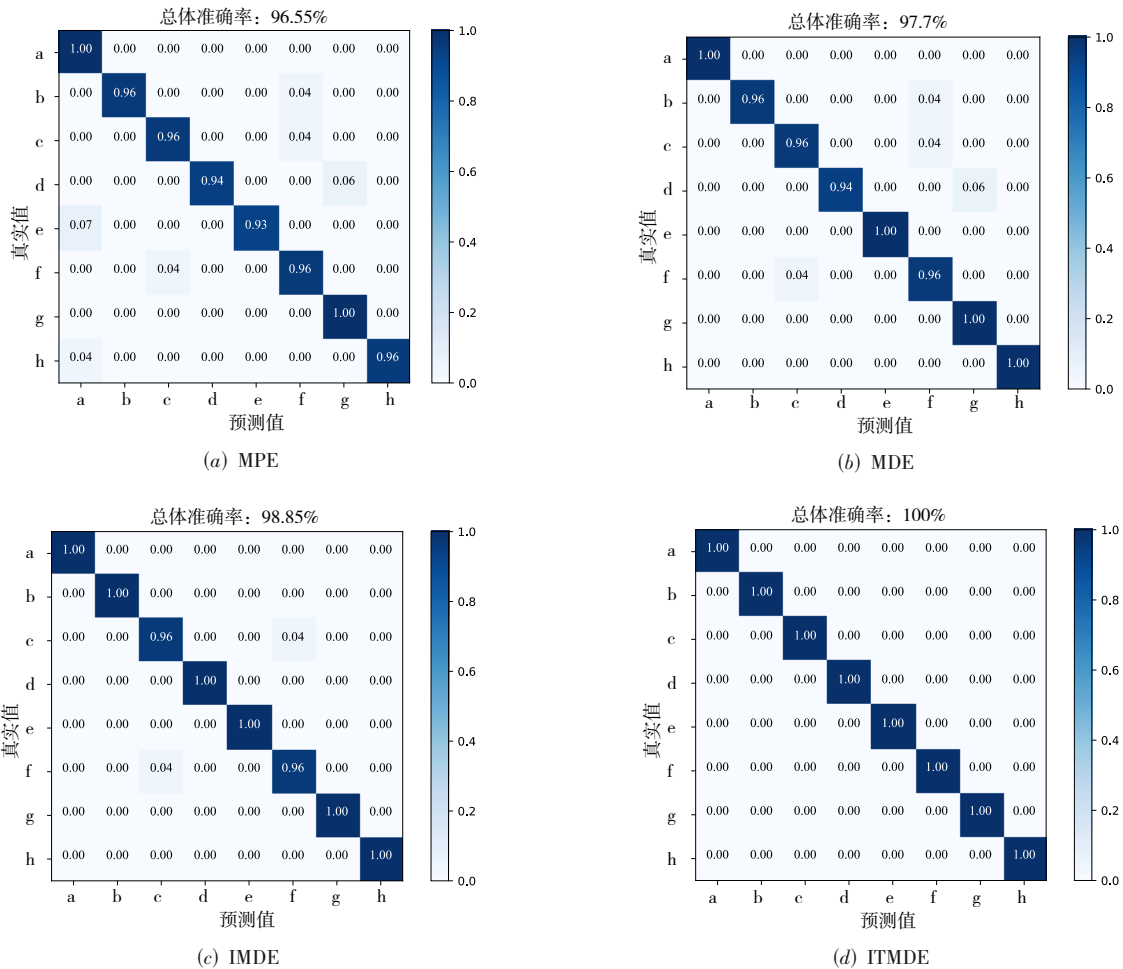 总体准确率：96.55%
a 1.00 0.00 0.00 0.00 0.00 0.00 0.00 0.00 1.0
b 0.00 0.96 0.00 0.00 0.00 0.04 0.00 0.00 0.8
c 0.00 0.00 0.96 0.00 0.00 0.04 0.00 0.00
d 0.00 0.00 0.00 0.94 0.00 0.00 0.06 0.00 0.6
真实值
e 0.07 0.00 0.00 0.00 0.93 0.00 0.00 0.00 0.4
f 0.00 0.00 0.04 0.00 0.00 0.96 0.00 0.00
g 0.00 0.00 0.00 0.00 0.00 0.00 1.00 0.00 0.2
h 0.04 0.00 0.00 0.00 0.00 0.00 0.00 0.96 0.0
a b c d e f g h
预测值
(a) MPE
总体准确率：97.7%
a 1.00 0.00 0.00 0.00 0.00 0.00 0.00 0.00 1.0
b 0.00 0.96 0.00 0.00 0.00 0.04 0.00 0.00 0.8
c 0.00 0.00 0.96 0.00 0.00 0.04 0.00 0.00
d 0.00 0.00 0.00 0.94 0.00 0.00 0.06 0.00 0.6
真实值
e 0.00 0.00 0.00 0.00 1.00 0.00 0.00 0.00 0.4
f 0.00 0.00 0.04 0.00 0.00 0.96 0.00 0.00
g 0.00 0.00 0.00 0.00 0.00 0.00 1.00 0.00 0.2
h 0.00 0.00 0.00 0.00 0.00 0.00 0.00 1.00 0.0
a b c d e f g h
预测值
(b) MDE
总体准确率：98.85%
a 1.00 0.00 0.00 0.00 0.00 0.00 0.00 0.00 1.0
b 0.00 1.00 0.00 0.00 0.00 0.00 0.00 0.00 0.8
c 0.00 0.00 0.96 0.00 0.00 0.04 0.00 0.00
d 0.00 0.00 0.00 1.00 0.00 0.00 0.00 0.00 0.6
真实值
e 0.00 0.00 0.00 0.00 1.00 0.00 0.00 0.00 0.4
f 0.00 0.00 0.04 0.00 0.00 0.96 0.00 0.00
g 0.00 0.00 0.00 0.00 0.00 0.00 1.00 0.00 0.2
h 0.00 0.00 0.00 0.00 0.00 0.00 0.00 1.00 0.0
a b c d e f g h
预测值
(c) IMDE
总体准确率：100%
a 1.00 0.00 0.00 0.00 0.00 0.00 0.00 0.00 1.0
b 0.00 1.00 0.00 0.00 0.00 0.00 0.00 0.00 0.8
c 0.00 0.00 1.00 0.00 0.00 0.00 0.00 0.00
d 0.00 0.00 0.00 1.00 0.00 0.00 0.00 0.00 0.6
真实值
e 0.00 0.00 0.00 0.00 1.00 0.00 0.00 0.00 0.4
f 0.00 0.00 0.00 0.00 0.00 1.00 0.00 0.00
g 0.00 0.00 0.00 0.00 0.00 0.00 1.00 0.00 0.2
h 0.00 0.00 0.00 0.00 0.00 0.00 0.00 1.00 0.0
a b c d e f g h
预测值
(d) ITMDE